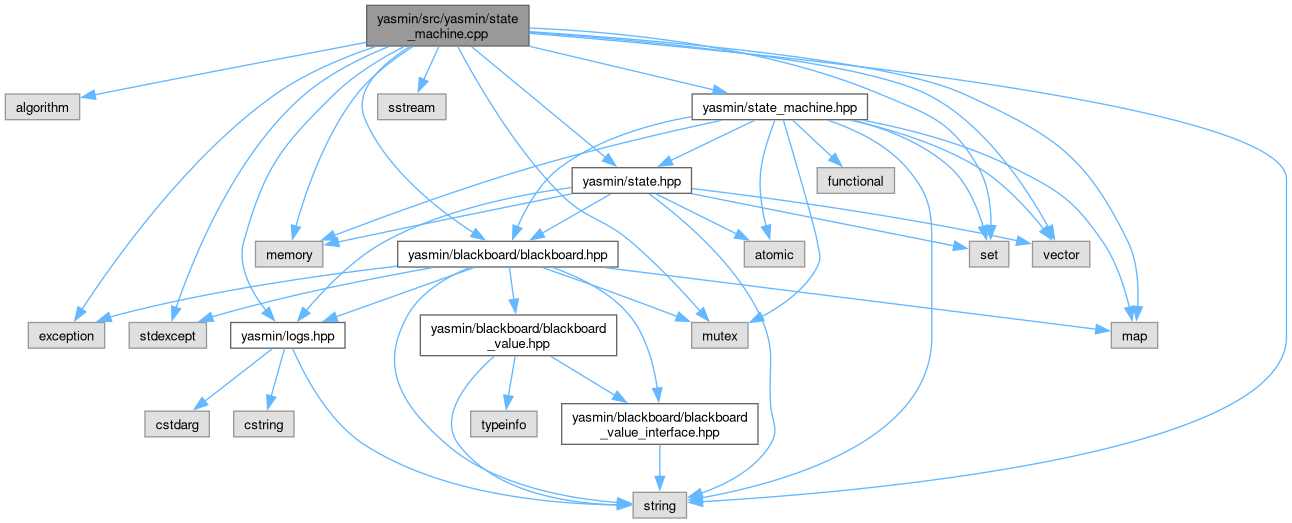 yasmin/src/yasmin/state
_machine.cpp
algorithm
sstream
yasmin/state_machine.hpp
yasmin/state.hpp
functional
memory
yasmin/blackboard/blackboard.hpp
atomic
set
vector
exception
stdexcept
yasmin/logs.hpp
yasmin/blackboard/blackboard
_value.hpp
mutex
map
cstdarg
cstring
typeinfo
yasmin/blackboard/blackboard
_value_interface.hpp
string